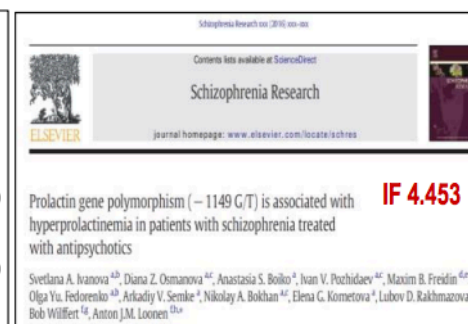 Schizophrenia Research xxx (2016) xxx–xxx
Contents lists available at ScienceDirect
Schizophrenia Research
ELSEVIER
journal homepage: www.elsevier.com/locate/schres
Prolactin gene polymorphism (−1149 G/T) is associated with
hyperprolactinemia in patients with schizophrenia treated
with antipsychotics
IF 4.453
Svetlana A. Ivanova a,b, Diana Z. Osmanova a,c, Anastasia S. Boiko a, Ivan V. Pozhidaev a,c, Maxim B. Freidin d,e
Olga Yu. Fedorenko a,b, Arkadiy V. Semke a, Nikolay A. Bokhan a,c, Elena G. Kornetova a, Lubov D. Rakhmazova
Bob Wilffert f,g, Anton J.M. Loonen f,h,*